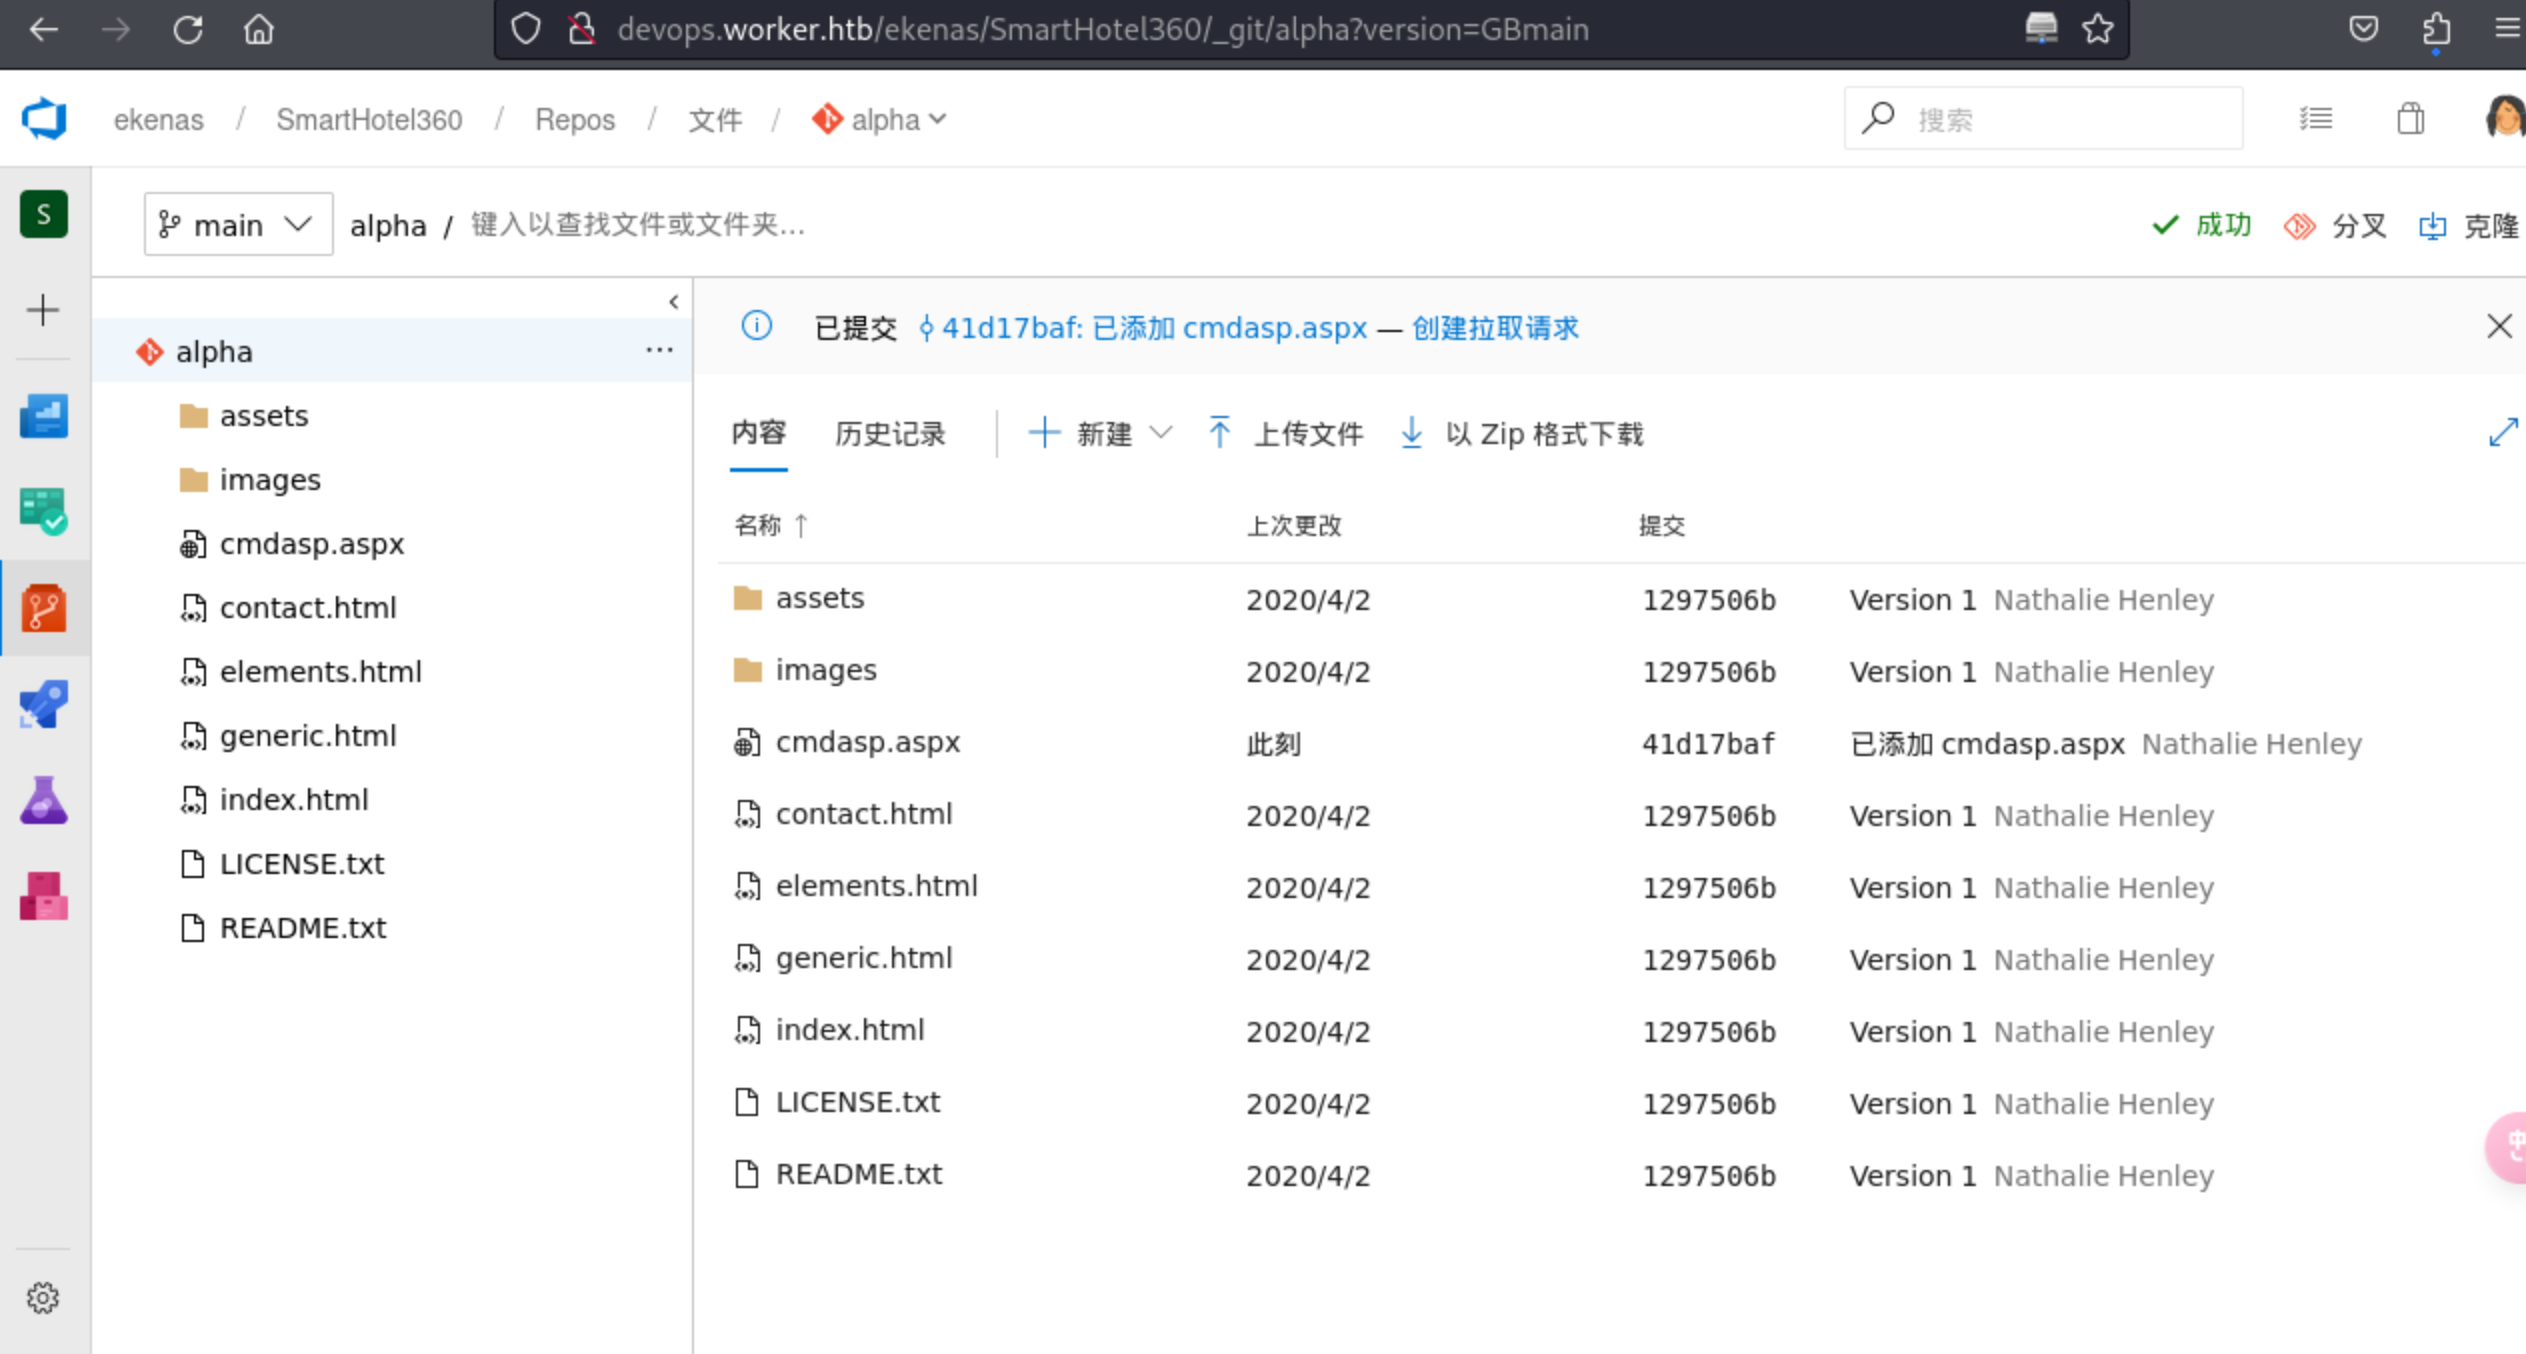 devops.worker.htb/ekenas/SmartHotel360/_git/alpha?version=GBmain
ekenas / SmartHotel360 / Repos / 文件 / alpha
搜索
S
main alpha / 键入以查找文件或文件夹...
成功 分叉 克隆
alpha ...
assets
images
cmdasp.aspx
contact.html
elements.html
generic.html
index.html
LICENSE.txt
README.txt
已提交 41d17baf: 已添加 cmdasp.aspx — 创建拉取请求
内容 历史记录 新建 上传文件 以 Zip 格式下载
名称 ↑ 上次更改 提交
assets 2020/4/2 1297506b Version 1 Nathalie Henley
images 2020/4/2 1297506b Version 1 Nathalie Henley
cmdasp.aspx 此刻 41d17baf 已添加 cmdasp.aspx Nathalie Henley
contact.html 2020/4/2 1297506b Version 1 Nathalie Henley
elements.html 2020/4/2 1297506b Version 1 Nathalie Henley
generic.html 2020/4/2 1297506b Version 1 Nathalie Henley
index.html 2020/4/2 1297506b Version 1 Nathalie Henley
LICENSE.txt 2020/4/2 1297506b Version 1 Nathalie Henley
README.txt 2020/4/2 1297506b Version 1 Nathalie Henley